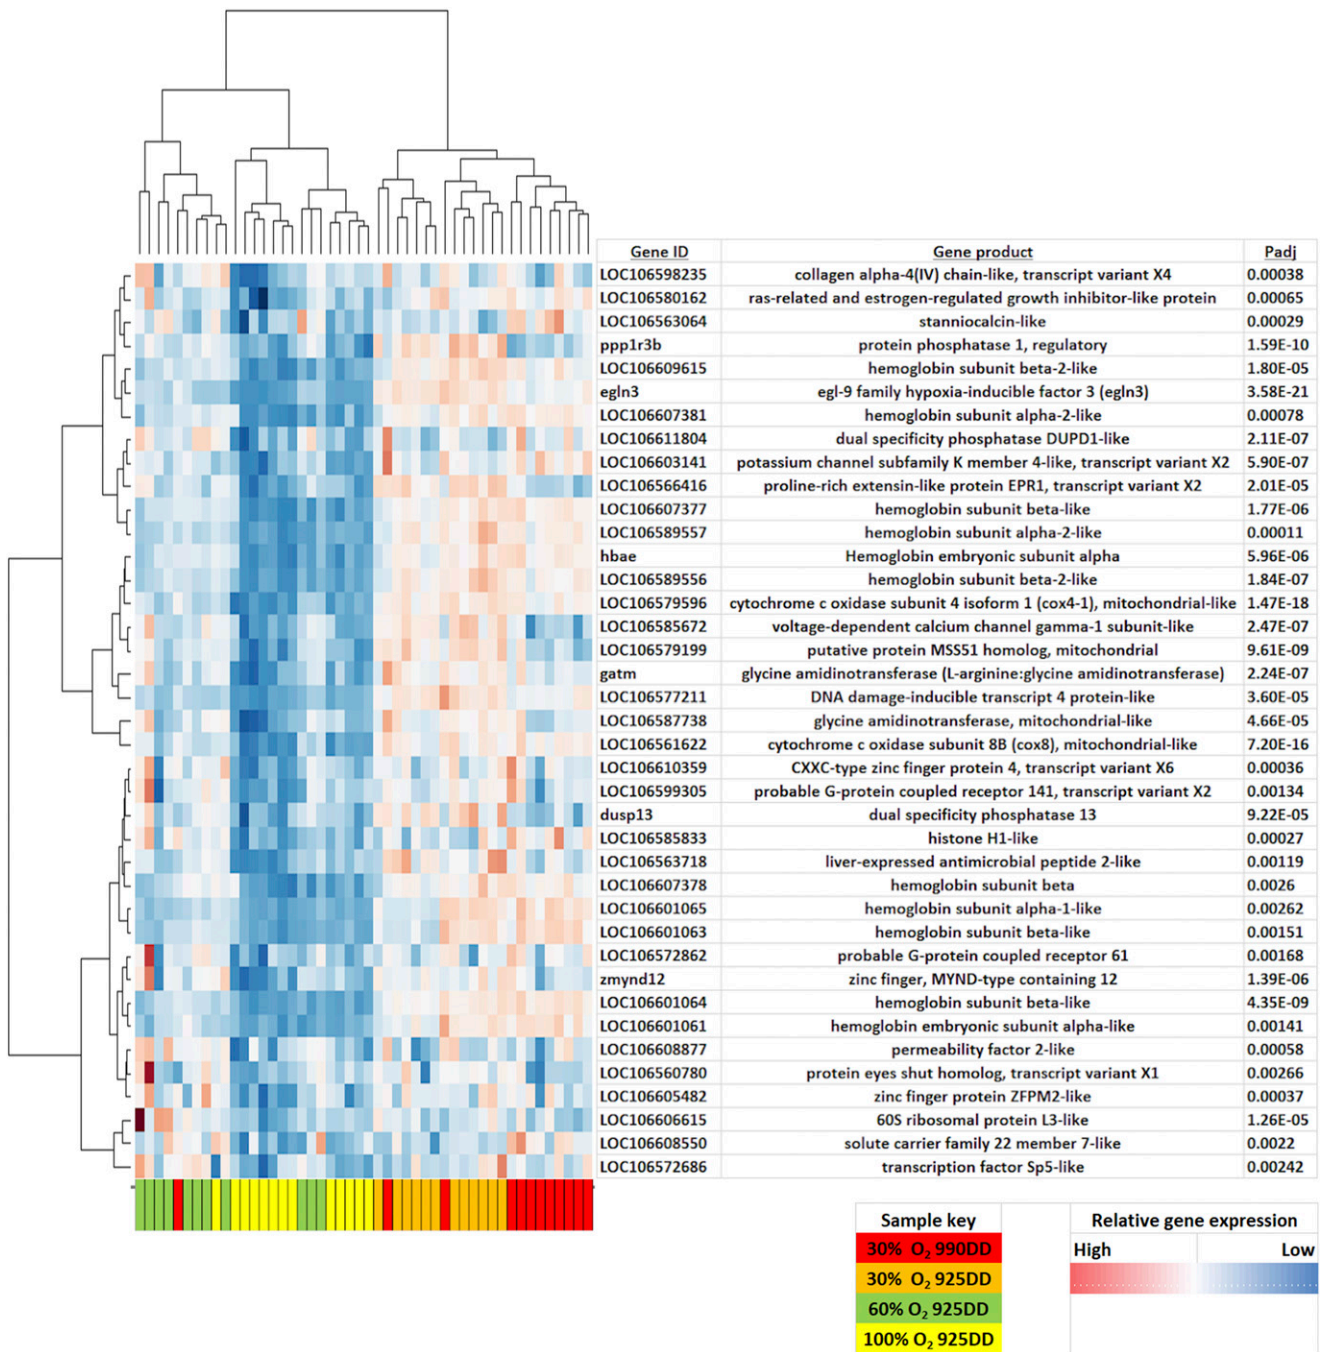 Gene ID Gene product Padj
LOC106598235 collagen alpha-4(IV) chain-like, transcript variant X4 0.00038
LOC106580162 ras-related and estrogen-regulated growth inhibitor-like protein 0.00065
LOC106563064 stanniocalcin-like 0.00029
ppp1r3b protein phosphatase 1, regulatory 1.59E-10
LOC106609615 hemoglobin subunit beta-2-like 1.80E-05
egln3 egl-9 family hypoxia-inducible factor 3 (egln3) 3.58E-21
LOC106607381 hemoglobin subunit alpha-2-like 0.00078
LOC106611804 dual specificity phosphatase DUPD1-like 2.11E-07
LOC106603141 potassium channel subfamily K member 4-like, transcript variant X2 5.90E-07
LOC106566416 proline-rich extensin-like protein EPR1, transcript variant X2 2.01E-05
LOC106607377 hemoglobin subunit beta-like 1.77E-06
LOC106589557 hemoglobin subunit alpha-2-like 0.00011
hbae Hemoglobin embryonic subunit alpha 5.96E-06
LOC106589556 hemoglobin subunit beta-2-like 1.84E-07
LOC106579596 cytochrome c oxidase subunit 4 isoform 1 (cox4-1), mitochondrial-like 1.47E-18
LOC106585672 voltage-dependent calcium channel gamma-1 subunit-like 2.47E-07
LOC106579199 putative protein MSS51 homolog, mitochondrial 9.61E-09
gatm glycine amidinotransferase (L-arginine:glycine amidinotransferase) 2.24E-07
LOC106577211 DNA damage-inducible transcript 4 protein-like 3.60E-05
LOC106587738 glycine amidinotransferase, mitochondrial-like 4.66E-05
LOC106561622 cytochrome c oxidase subunit 8B (cox8), mitochondrial-like 7.20E-16
LOC106610359 CXXC-type zinc finger protein 4, transcript variant X6 0.00036
LOC106599305 probable G-protein coupled receptor 141, transcript variant X2 0.00134
dusp13 dual specificity phosphatase 13 9.22E-05
LOC106585833 histone H1-like 0.00027
LOC106563718 liver-expressed antimicrobial peptide 2-like 0.00119
LOC106607378 hemoglobin subunit beta 0.0026
LOC106601065 hemoglobin subunit alpha-1-like 0.00262
LOC106601063 hemoglobin subunit beta-like 0.00151
LOC106572862 probable G-protein coupled receptor 61 0.00168
zmynd12 zinc finger, MYND-type containing 12 1.39E-06
LOC106601064 hemoglobin subunit beta-like 4.35E-09
LOC106601061 hemoglobin embryonic subunit alpha-like 0.00141
LOC106608877 permeability factor 2-like 0.00058
LOC106560780 protein eyes shut homolog, transcript variant X1 0.00266
LOC106605482 zinc finger protein ZFPM2-like 0.00037
LOC106606615 60S ribosomal protein L3-like 1.26E-05
LOC106608550 solute carrier family 22 member 7-like 0.0022
LOC106572686 transcription factor Sp5-like 0.00242
Sample key Relative gene expression
30% O₂ 990DD High Low
30% O₂ 925DD
60% O₂ 925DD
100% O₂ 925DD